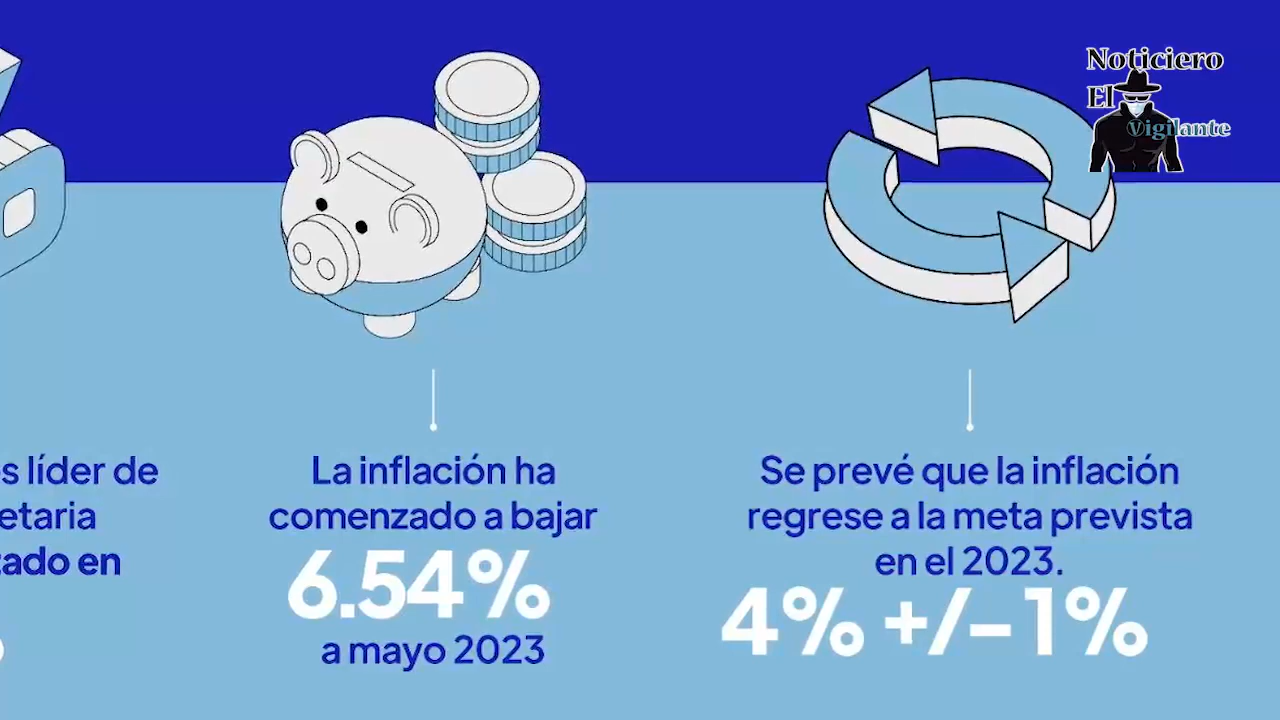 Noticiero
El
Vigilante
s líder de
etaria
tado en
La inflación ha
comenzado a bajar
6.54%
a mayo 2023
Se prevé que la inflación
regrese a la meta prevista
en el 2023.
4% +/-1%